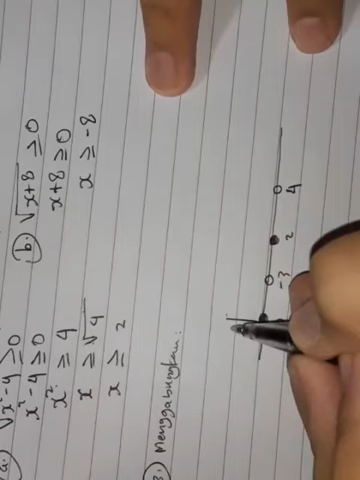 a. √x²-4 ≥0
x²-4 ≥0
x² ≥ 4
x ≥ √4
x ≥ 2
b. √x+8 ≥0
x+8 ≥0
x ≥ -8
3. Menggabungkan:
-3 2 4